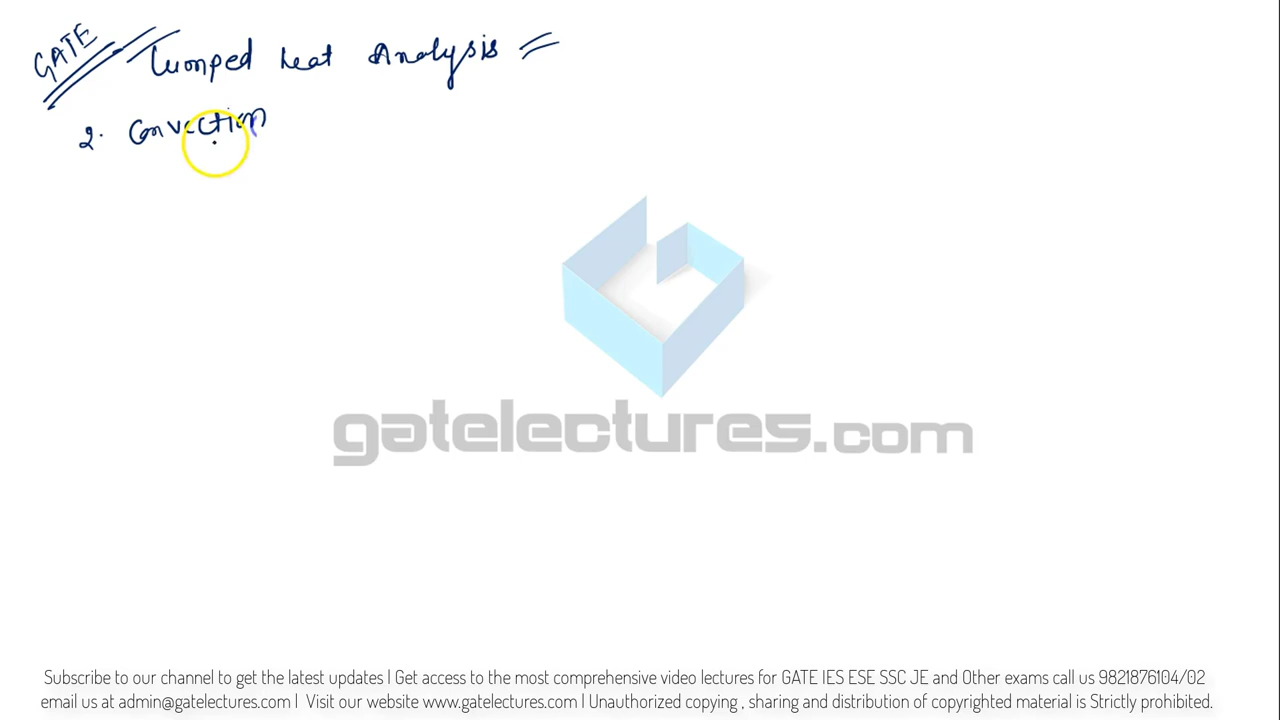 GATE Lumped heat Analysis =
2. Convection
gatelectures.com
Subscribe to our channel to get the latest updates | Get access to the most comprehensive video lectures for GATE IES ESE SSC JE and Other exams call us 9821876104/02
email us at admin@gatelectures.com | Visit our website www.gatelectures.com | Unauthorized copying , sharing and distribution of copyrighted material is Strictly prohibited.